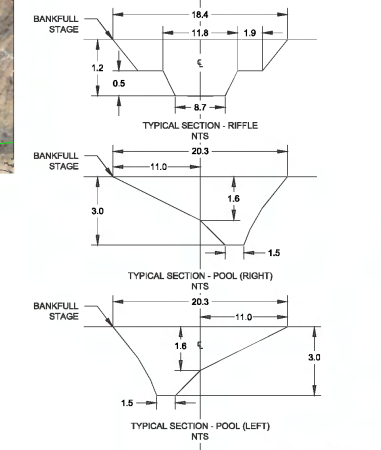 18.4
BANKFULL
STAGE
11.8
1.9
℄
1.2
0.5
8.7
TYPICAL SECTION - RIFFLE
NTS
20.3
BANKFULL
STAGE
11.0
1.6
3.0
1.5
TYPICAL SECTION - POOL (RIGHT)
NTS
20.3
BANKFULL
STAGE
11.0
1.6
℄
3.0
1.5
TYPICAL SECTION - POOL (LEFT)
NTS